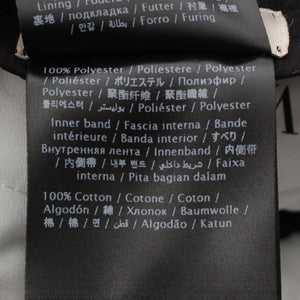 Lining / Fodera /
裏地 / подкладка / Futter / 衬里 / 裡
/ 안감 / بطانة / Forro / Furing
100% Polyester / Poliestere / Polyester
/ Poliéster / ポリエステル / Полиэфир /
Polyester / 聚酯纤维 / 聚酯纖維 /
폴리에스터 / بوليستر / Poliéster / Polyester
Inner band / Fascia interna / Bande
intérieure / Banda interior / すべり /
Внутренняя лента / Innenband / 内侧带
/ 內側帶 / 내부 밴드 / شريط داخلي / Faixa
interna / Pita bagian dalam
100% Cotton / Cotone / Coton /
Algodón / 綿 / Хлопок / Baumwolle /
棉 / 棉 / 면 / قطن / Algodão / Katun